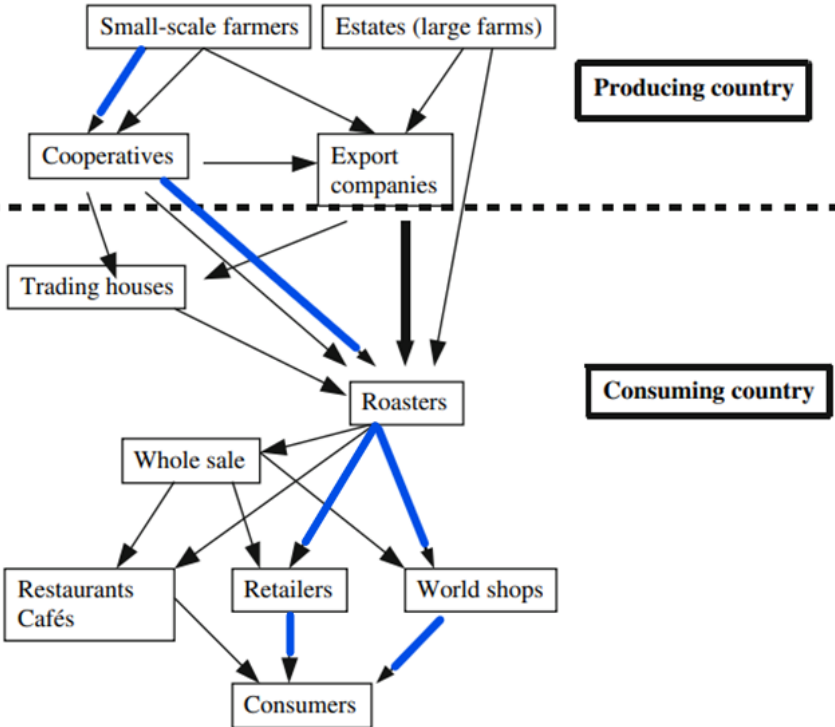 Small-scale farmers
Estates (large farms)
Producing country
Cooperatives
Export
companies
Trading houses
Consuming country
Roasters
Whole sale
Restaurants
Cafés
Retailers
World shops
Consumers